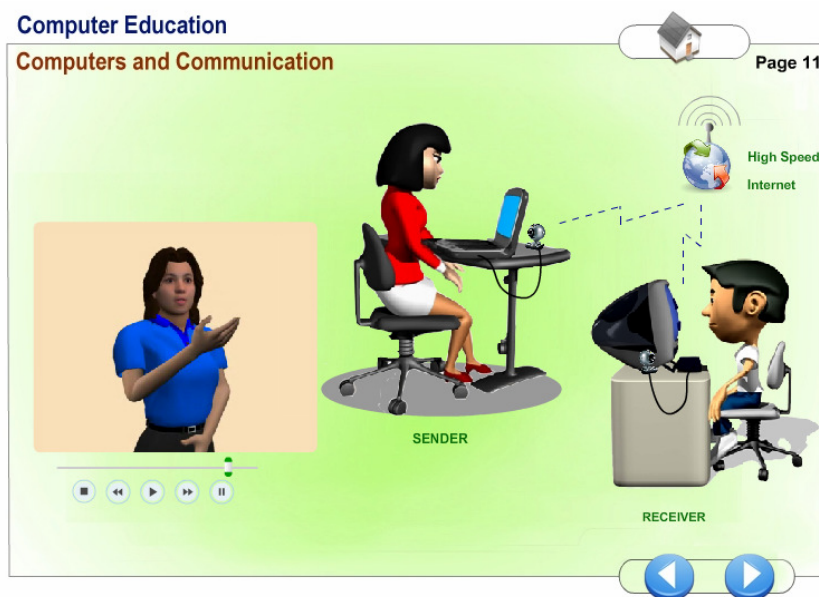 Computer Education
Computers and Communication
Page 11
High Speed
Internet
SENDER
RECEIVER